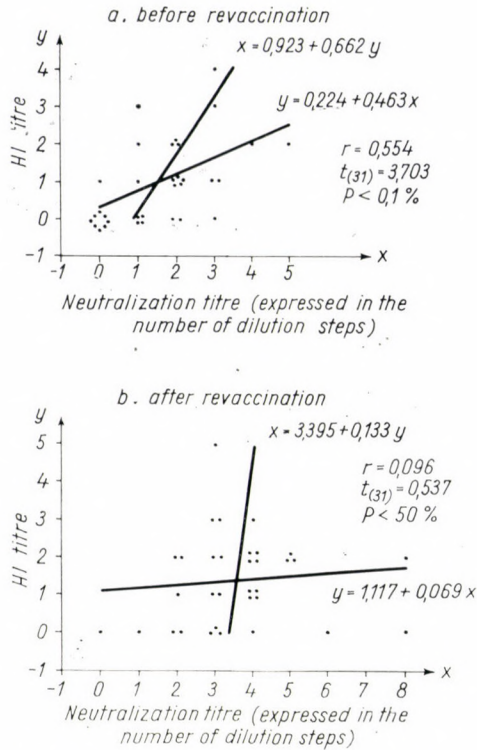 a. before revaccination
y
x = 0,923 + 0,662 y
4
y = 0,224 + 0,463 x
3
HI titre
2
r = 0,554
t(31) = 3,703
P < 0,1 %
1
0
-1
x
-1 0 1 2 3 4 5
Neutralization titre (expressed in the
number of dilution steps)
b. after revaccination
y
x = 3,395 + 0,133 y
5
r = 0,096
t(31) = 0,537
P < 50 %
4
3
HI titre
2
y = 1,117 + 0,069 x
1
0
-1
x
-1 0 1 2 3 4 5 6 7 8
Neutralization titre (expressed in the
number of dilution steps)